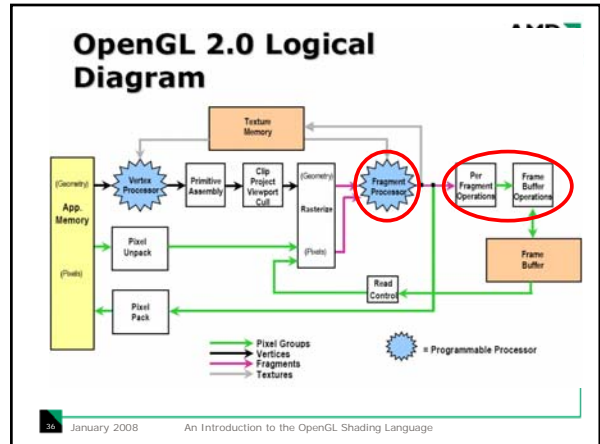 OpenGL 2.0 Logical
Diagram
Texture
Memory
(Geometry)
App.
Memory
(Pixels)
Vertex
Processor
Primitive
Assembly
Clip
Project
Viewport
Cull
(Geometry)
Rasterize
(Pixels)
Fragment
Processor
Per
Fragment
Operations
Frame
Buffer
Operations
Pixel
Unpack
Frame
Buffer
Read
Control
Pixel
Pack
Pixel Groups
Vertices
Fragments
Textures
= Programmable Processor
36 January 2008 An Introduction to the OpenGL Shading Language